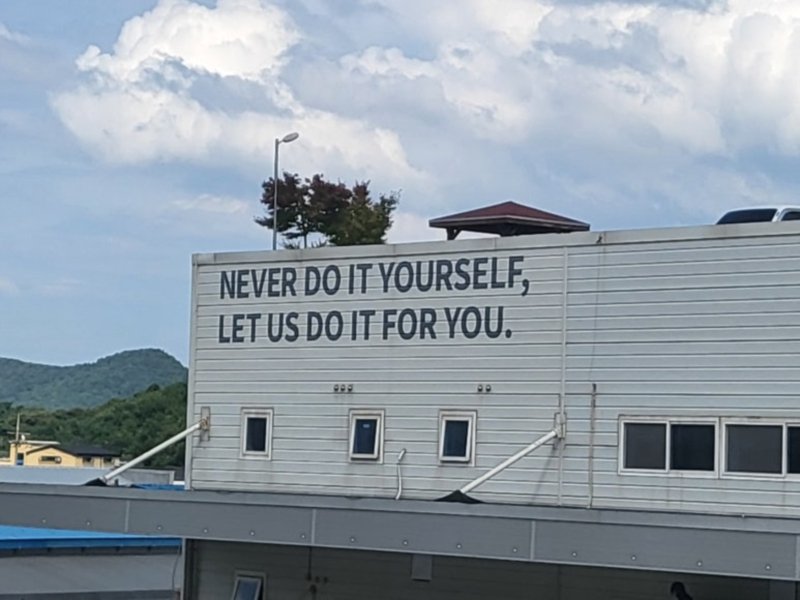 NEVER DO IT YOURSELF,
LET US DO IT FOR YOU.